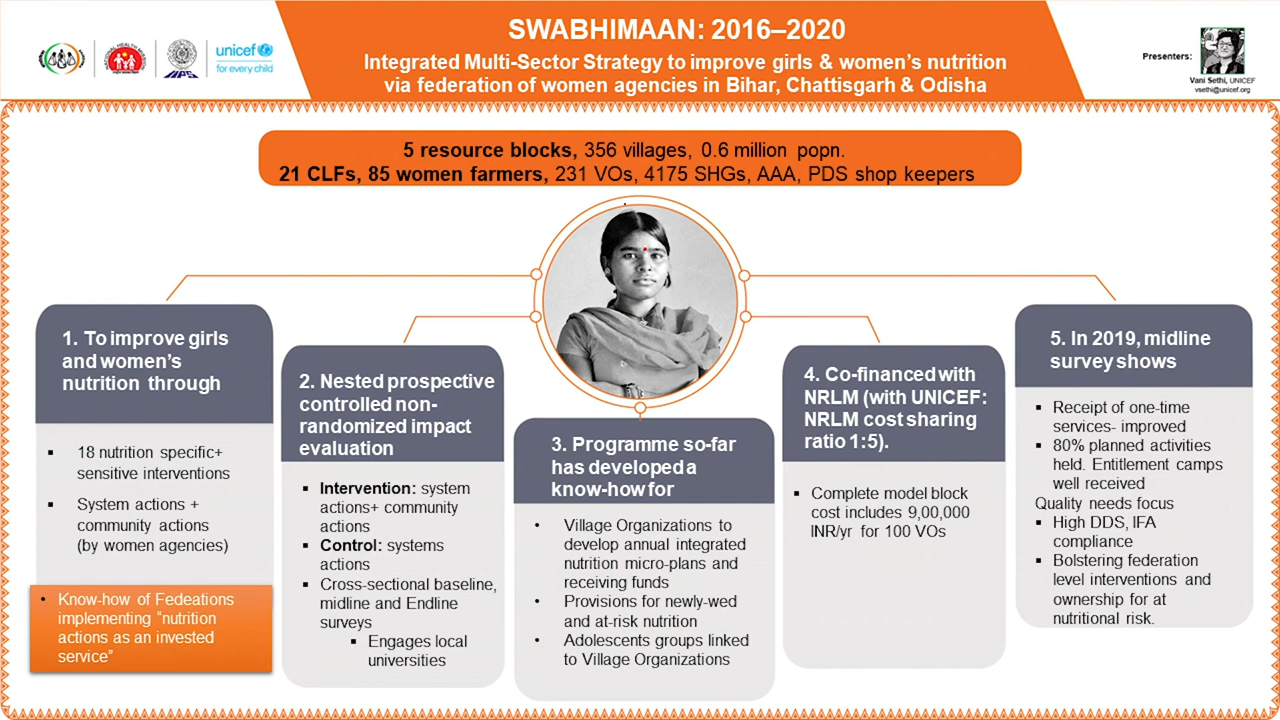 SWABHIMAAN: 2016–2020
Integrated Multi-Sector Strategy to improve girls & women's nutrition
via federation of women agencies in Bihar, Chattisgarh & Odisha
unicef
for every child
IIPS
Presenters:
Vani Sethi, UNICEF
vsethi@unicef.org
5 resource blocks, 356 villages, 0.6 million popn.
21 CLFs, 85 women farmers, 231 VOs, 4175 SHGs, AAA, PDS shop keepers
1. To improve girls
and women's
nutrition through
▪ 18 nutrition specific+
sensitive interventions
▪ System actions +
community actions
(by women agencies)
• Know-how of Fedeations
implementing “nutrition
actions as an invested
service”
2. Nested prospective
controlled non-
randomized impact
evaluation
▪ Intervention: system
actions+ community
actions
▪ Control: systems
actions
▪ Cross-sectional baseline,
midline and Endline
surveys
▪ Engages local
universities
3. Programme so-far
has developed a
know-how for
• Village Organizations to
develop annual integrated
nutrition micro-plans and
receiving funds
• Provisions for newly-wed
and at-risk nutrition
• Adolescents groups linked
to Village Organizations
4. Co-financed with
NRLM (with UNICEF:
NRLM cost sharing
ratio 1:5).
▪ Complete model block
cost includes 9,00,000
INR/yr for 100 VOs
5. In 2019, midline
survey shows
▪ Receipt of one-time
services- improved
▪ 80% planned activities
held. Entitlement camps
well received
Quality needs focus
▪ High DDS, IFA
compliance
▪ Bolstering federation
level interventions and
ownership for at
nutritional risk.